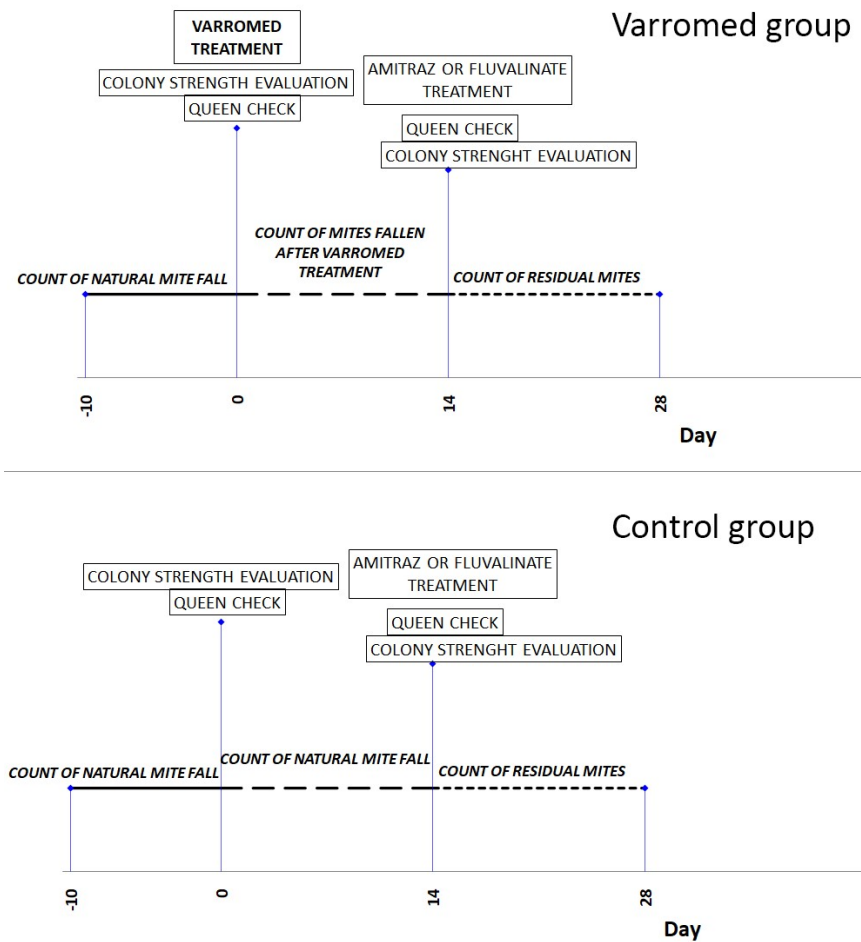 Varromed group
VARROMED
TREATMENT
COLONY STRENGTH EVALUATION
QUEEN CHECK
AMITRAZ OR FLUVALINATE
TREATMENT
QUEEN CHECK
COLONY STRENGHT EVALUATION
COUNT OF MITES FALLEN
AFTER VARROMED
TREATMENT
COUNT OF NATURAL MITE FALL
COUNT OF RESIDUAL MITES
-10
0
14
28
Day
Control group
COLONY STRENGTH EVALUATION
QUEEN CHECK
AMITRAZ OR FLUVALINATE
TREATMENT
QUEEN CHECK
COLONY STRENGHT EVALUATION
COUNT OF NATURAL MITE FALL
COUNT OF NATURAL MITE FALL
COUNT OF RESIDUAL MITES
-10
0
14
28
Day